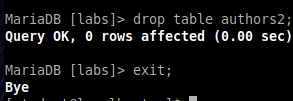 MariaDB [labs]> drop table authors2;
Query OK, 0 rows affected (0.00 sec)
MariaDB [labs]> exit;
Bye